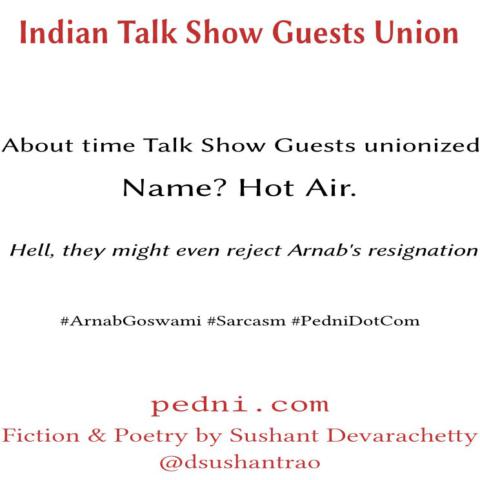 Indian Talk Show Guests Union
About time Talk Show Guests unionized
Name? Hot Air.
Hell, they might even reject Arnab's resignation
#ArnabGoswami #Sarcasm #PedniDotCom
pedni.com
Fiction & Poetry by Sushant Devarachetty
@dsushantrao